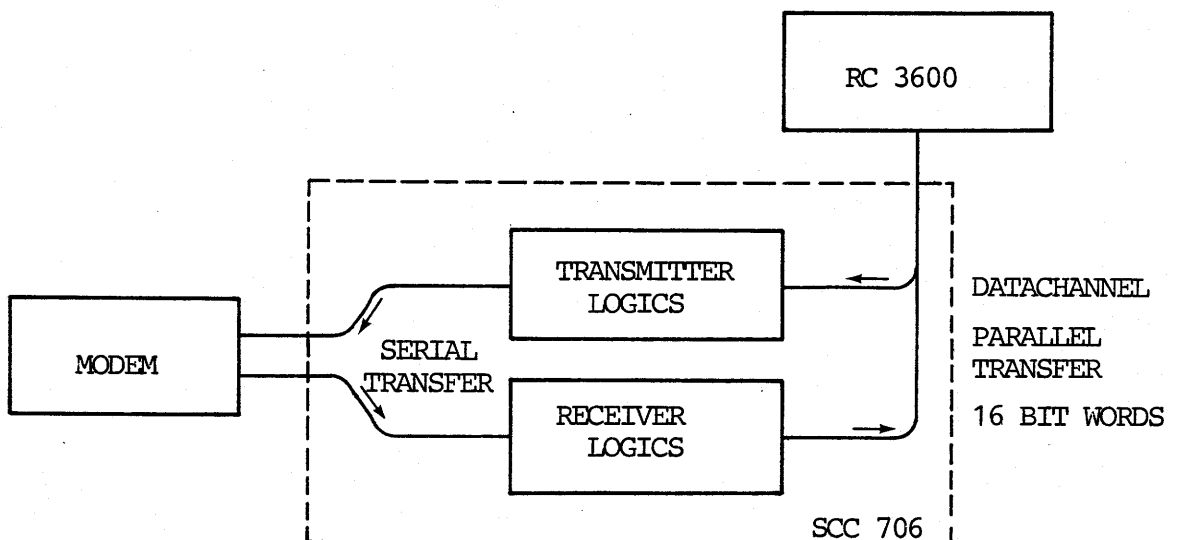 RC 3600
TRANSMITTER
LOGICS
DATACHANNEL
PARALLEL
TRANSFER
16 BIT WORDS
MODEM
SERIAL
TRANSFER
RECEIVER
LOGICS
SCC 706